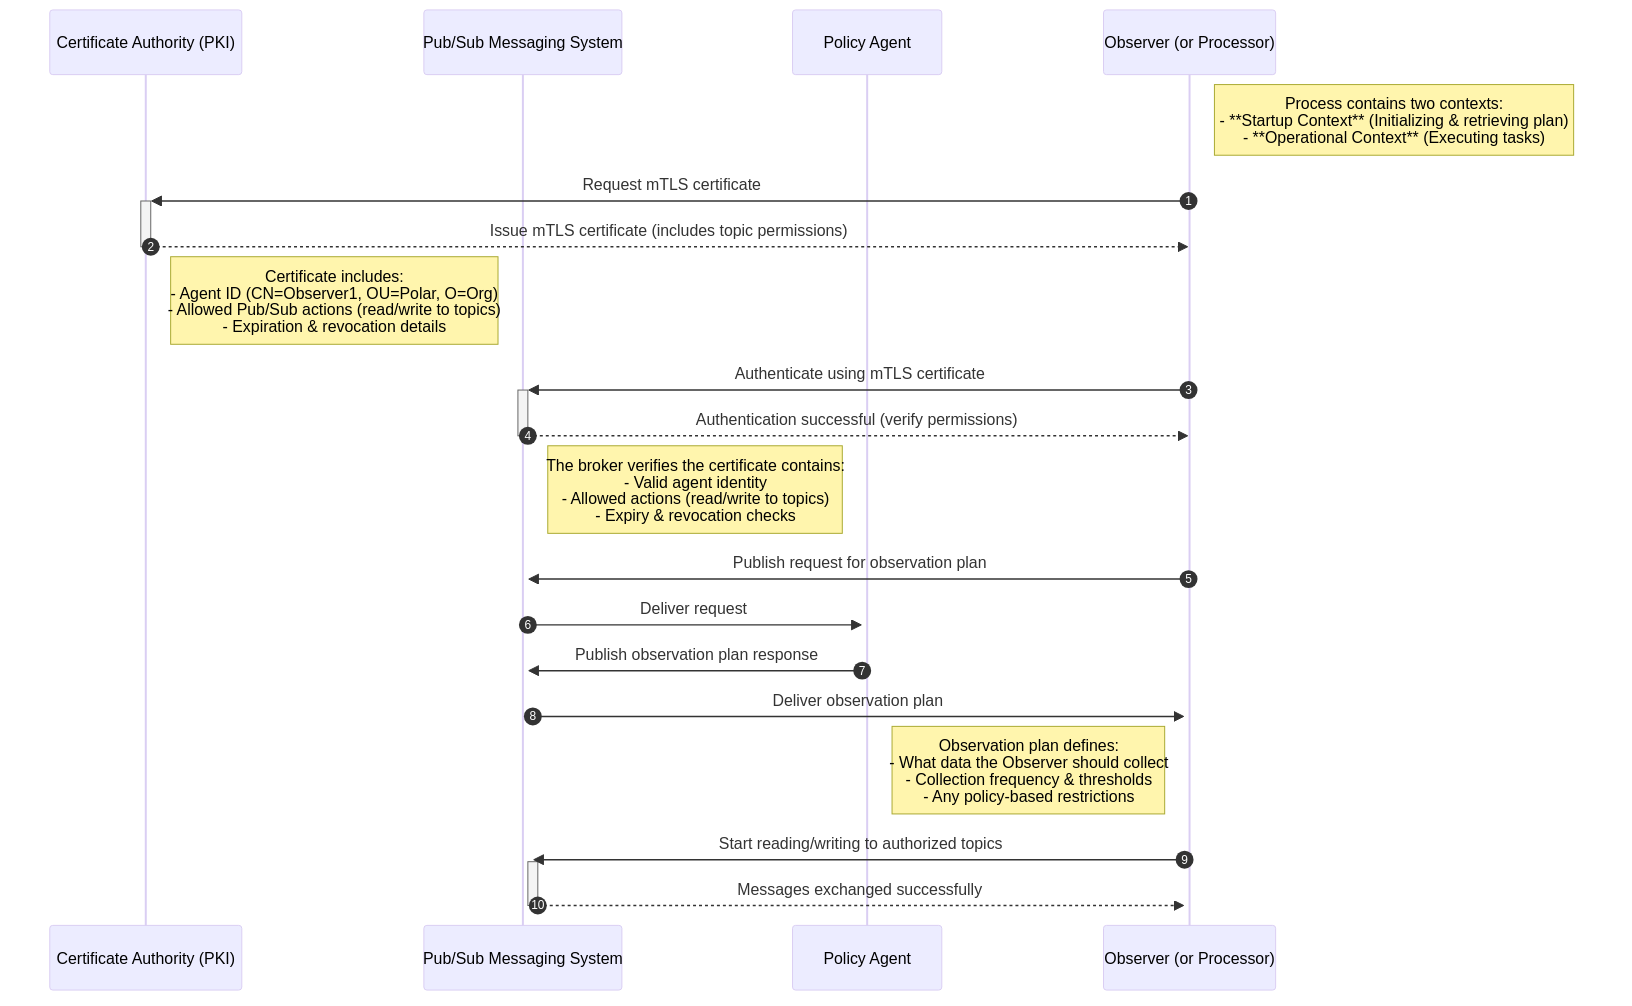 Certificate Authority (PKI)
Pub/Sub Messaging System
Policy Agent
Observer (or Processor)
Process contains two contexts:
- **Startup Context** (Initializing & retrieving plan)
- **Operational Context** (Executing tasks)
Request mTLS certificate
1
Issue mTLS certificate (includes topic permissions)
2
Certificate includes:
- Agent ID (CN=Observer1, OU=Polar, O=Org)
- Allowed Pub/Sub actions (read/write to topics)
- Expiration & revocation details
Authenticate using mTLS certificate
3
Authentication successful (verify permissions)
4
The broker verifies the certificate contains:
- Valid agent identity
- Allowed actions (read/write to topics)
- Expiry & revocation checks
Publish request for observation plan
5
Deliver request
6
Publish observation plan response
7
Deliver observation plan
8
Observation plan defines:
- What data the Observer should collect
- Collection frequency & thresholds
- Any policy-based restrictions
Start reading/writing to authorized topics
9
Messages exchanged successfully
10
Certificate Authority (PKI)
Pub/Sub Messaging System
Policy Agent
Observer (or Processor)